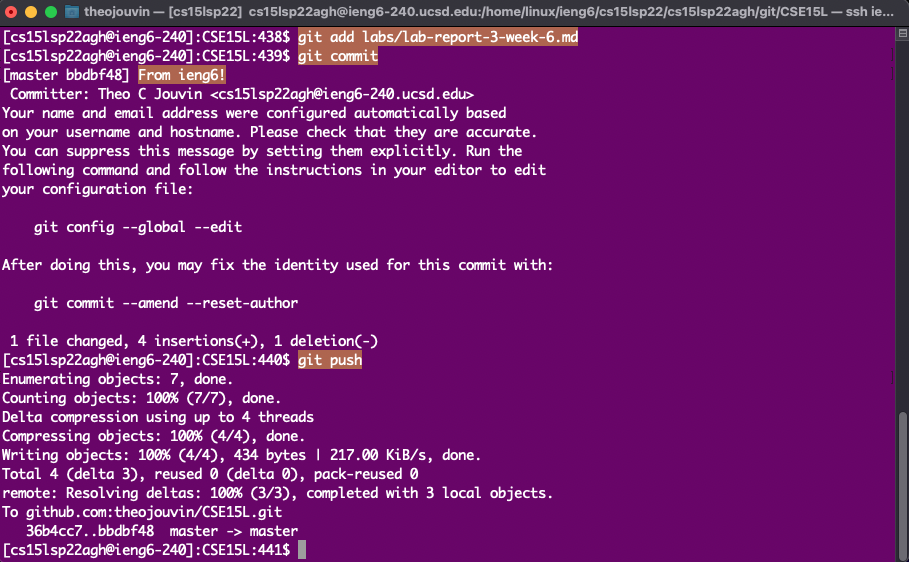 theojouvin — [cs15lsp22] cs15lsp22agh@ieng6-240.ucsd.edu:/home/linux/ieng6/cs15lsp22/cs15lsp22agh/git/CSE15L — ssh ie...
[cs15lsp22agh@ieng6-240]:CSE15L:438$ git add labs/lab-report-3-week-6.md
[cs15lsp22agh@ieng6-240]:CSE15L:439$ git commit
[master bbdbf48] From ieng6!
 Committer: Theo C Jouvin <cs15lsp22agh@ieng6-240.ucsd.edu>
Your name and email address were configured automatically based
on your username and hostname. Please check that they are accurate.
You can suppress this message by setting them explicitly. Run the
following command and follow the instructions in your editor to edit
your configuration file:
    git config --global --edit
After doing this, you may fix the identity used for this commit with:
    git commit --amend --reset-author
 1 file changed, 4 insertions(+), 1 deletion(-)
[cs15lsp22agh@ieng6-240]:CSE15L:440$ git push
Enumerating objects: 7, done.
Counting objects: 100% (7/7), done.
Delta compression using up to 4 threads
Compressing objects: 100% (4/4), done.
Writing objects: 100% (4/4), 434 bytes | 217.00 KiB/s, done.
Total 4 (delta 3), reused 0 (delta 0), pack-reused 0
remote: Resolving deltas: 100% (3/3), completed with 3 local objects.
To github.com:theojouvin/CSE15L.git
   36b4cc7..bbdbf48  master -> master
[cs15lsp22agh@ieng6-240]:CSE15L:441$